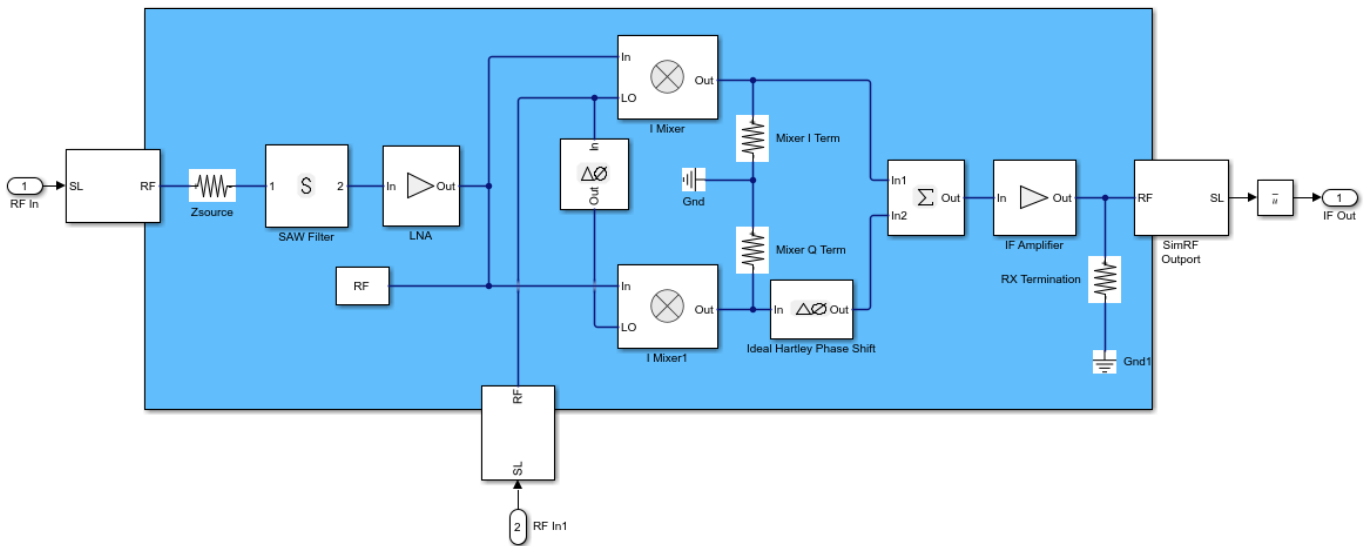 In
Out
LO
I Mixer
In
ΔØ
Out
Mixer I Term
1
RF In
SL
RF
Zsource
1
S
2
SAW Filter
In
Out
LNA
Gnd
In1
In2
Σ
Out
In
Out
IF Amplifier
RF
SL
SimRF
Outport
u
1
IF Out
Mixer Q Term
RX Termination
RF
In
Out
LO
I Mixer1
In
ΔØ
Out
Ideal Hartley Phase Shift
Gnd1
RF
SL
2
RF In1